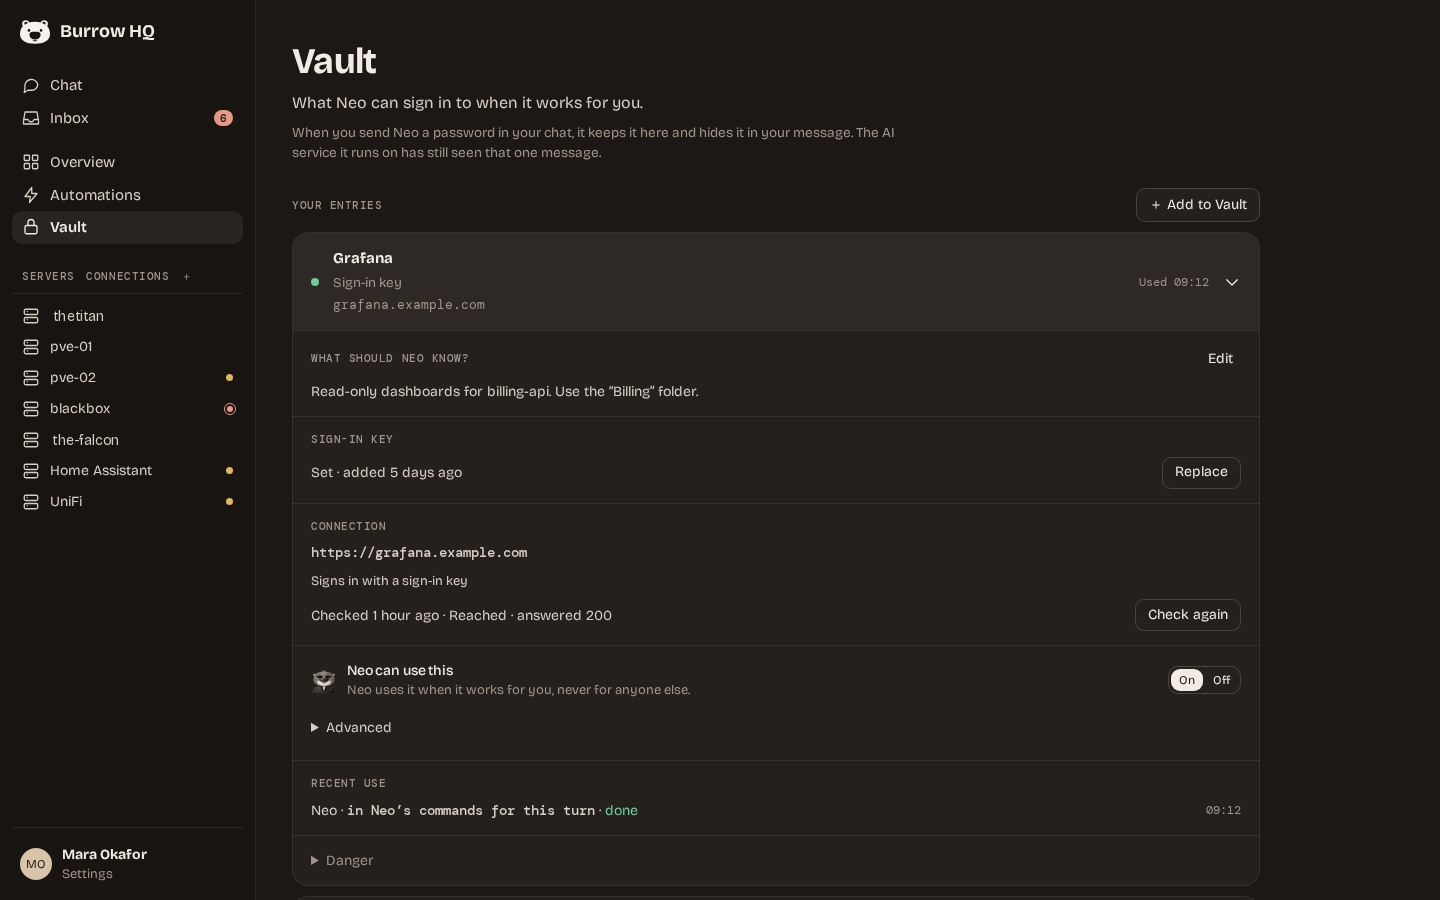 Burrow HQ
Chat
Inbox
6
Overview
Automations
Vault
SERVERS CONNECTIONS +
thetitan
pve-01
pve-02
blackbox
the-falcon
Home Assistant
UniFi
MO
Mara Okafor
Settings
Vault
What Neo can sign in to when it works for you.
When you send Neo a password in your chat, it keeps it here and hides it in your message. The AI
service it runs on has still seen that one message.
YOUR ENTRIES
+ Add to Vault
Grafana
Sign-in key
grafana.example.com
Used 09:12
WHAT SHOULD NEO KNOW?
Edit
Read-only dashboards for billing-api. Use the “Billing” folder.
SIGN-IN KEY
Set · added 5 days ago
Replace
CONNECTION
https://grafana.example.com
Signs in with a sign-in key
Checked 1 hour ago · Reached · answered 200
Check again
Neo can use this
Neo uses it when it works for you, never for anyone else.
On Off
Advanced
RECENT USE
Neo · in Neo’s commands for this turn · done
09:12
Danger